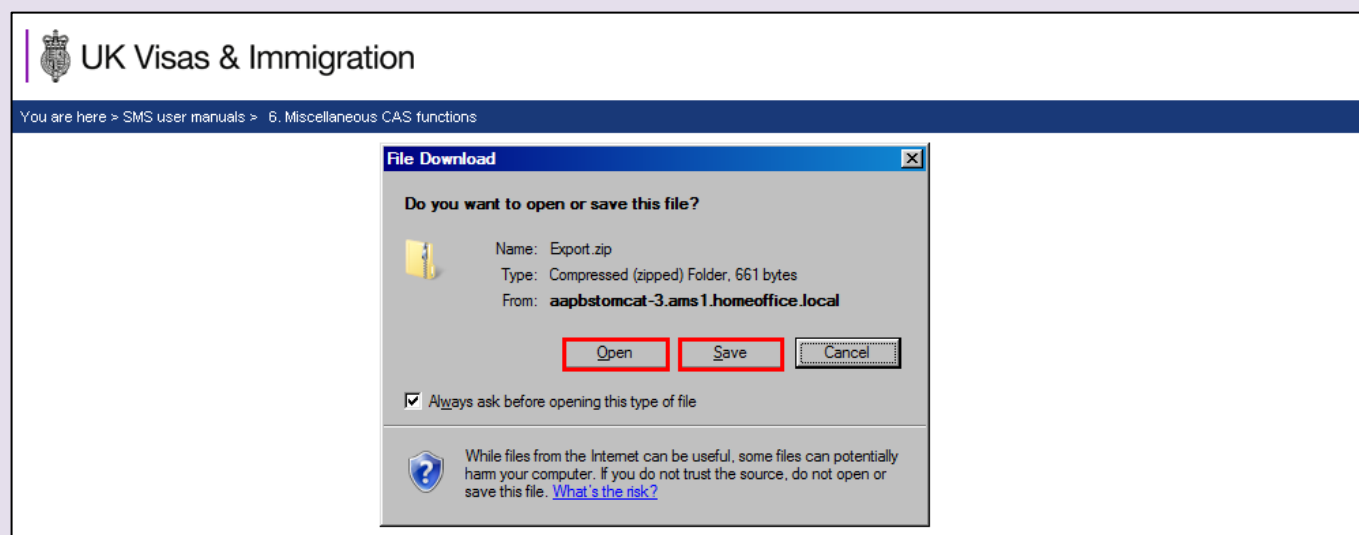 UK Visas & Immigration
You are here > SMS user manuals > 6. Miscellaneous CAS functions
File Download
Do you want to open or save this file?
Name: Export.zip
Type: Compressed (zipped) Folder, 661 bytes
From: aapbstomcat-3.ams1.homeoffice.local
Open Save Cancel
Always ask before opening this type of file
While files from the Internet can be useful, some files can potentially
harm your computer. If you do not trust the source, do not open or
save this file. What's the risk?